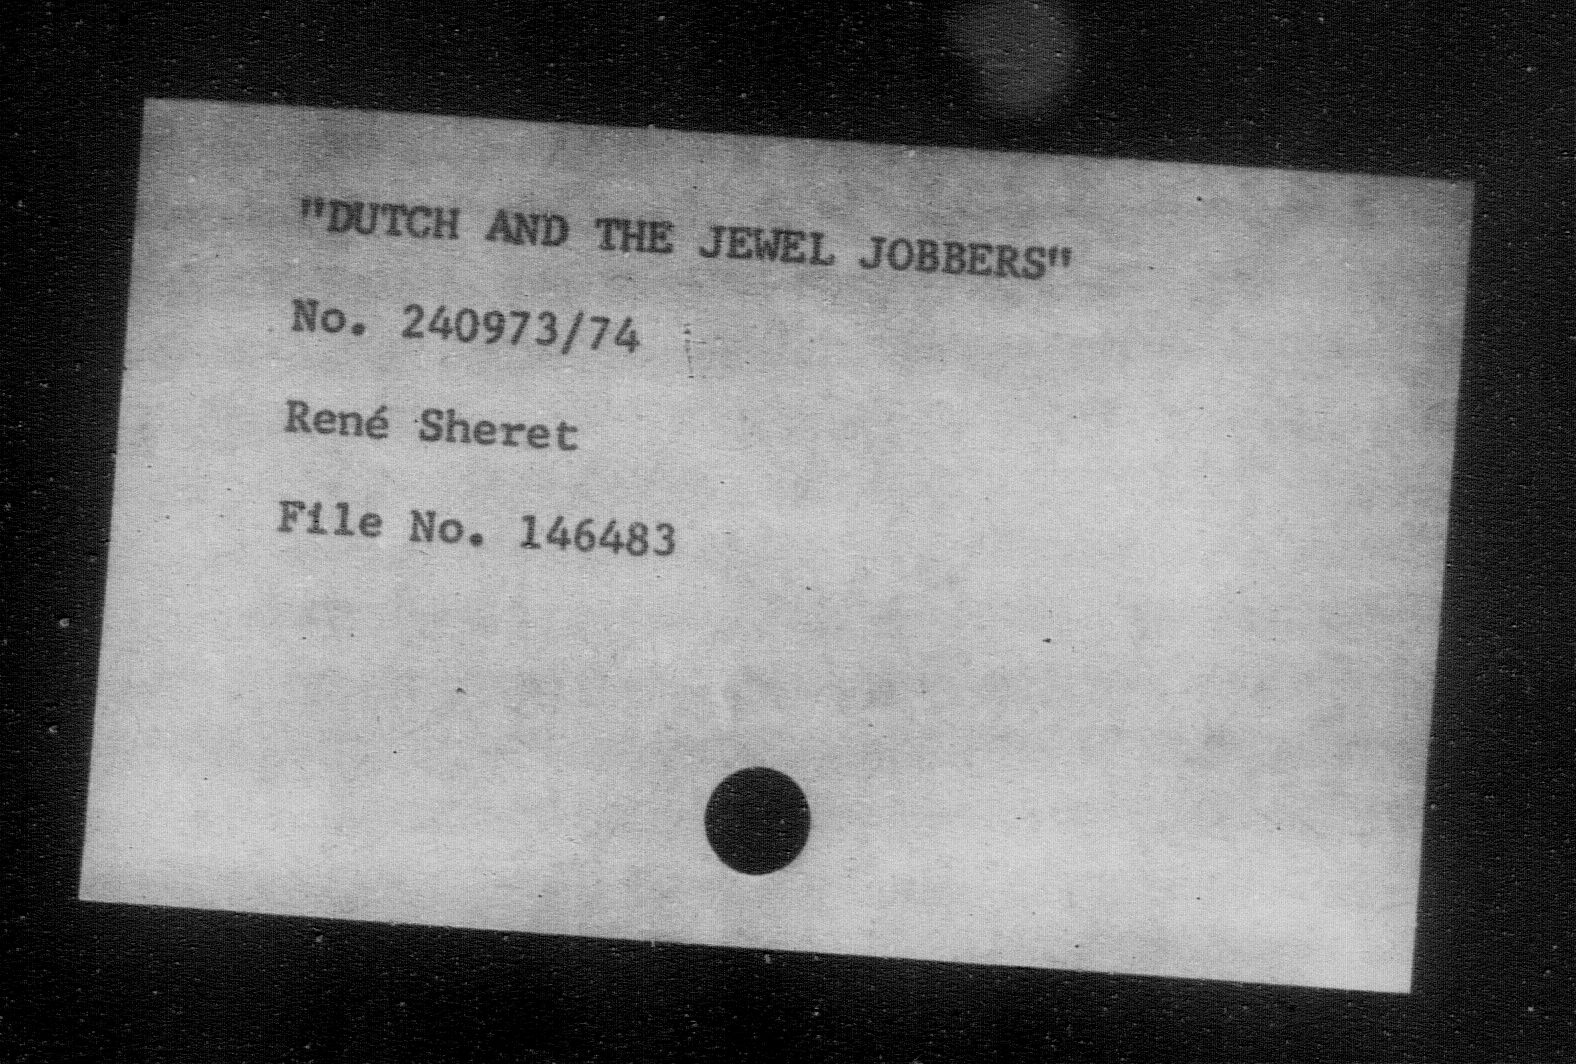 "DUTCH AND THE JEWEL JOBBERS"
No. 240973/74
René Sheret
File No. 146483